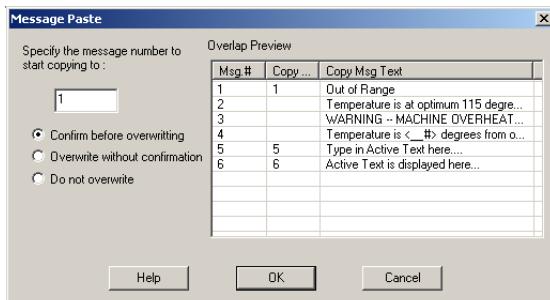 Message Paste
Specify the message number to
start copying to :
1
Confirm before overwritting
Overwrite without confirmation
Do not overwrite
Overlap Preview
Msg.# Copy ... Copy Msg Text
1 1 Out of Range
2 Temperature is at optimum 115 degre...
3 WARNING -- MACHINE OVERHEAT...
4 Temperature is <__#> degrees from o...
5 5 Type in Active Text here....
6 6 Active Text is displayed here...
Help OK Cancel